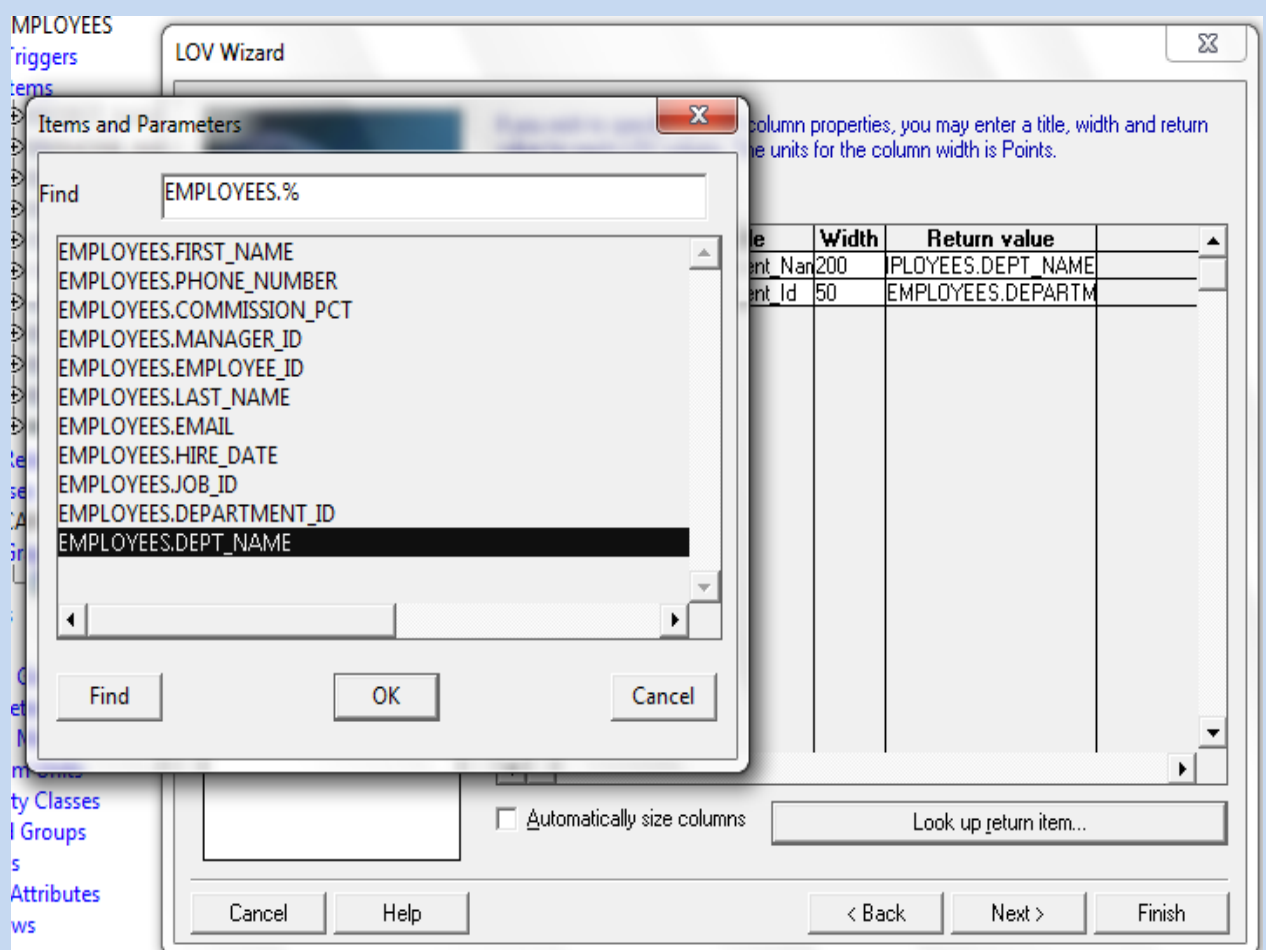 MPLOYEES
riggers
tems
LOV Wizard
Items and Parameters
column properties, you may enter a title, width and return
e units for the column width is Points.
Find
EMPLOYEES.%
EMPLOYEES.FIRST_NAME
EMPLOYEES.PHONE_NUMBER
EMPLOYEES.COMMISSION_PCT
EMPLOYEES.MANAGER_ID
EMPLOYEES.EMPLOYEE_ID
EMPLOYEES.LAST_NAME
EMPLOYEES.EMAIL
EMPLOYEES.HIRE_DATE
EMPLOYEES.JOB_ID
EMPLOYEES.DEPARTMENT_ID
EMPLOYEES.DEPT_NAME
Find
OK
Cancel
le Width Return value
ent_Nam 200 IPLOYEES.DEPT_NAME
ent_Id 50 EMPLOYEES.DEPARTM
Automatically size columns
Look up return item...
ty Classes
l Groups
s
Attributes
ws
Cancel
Help
< Back
Next >
Finish